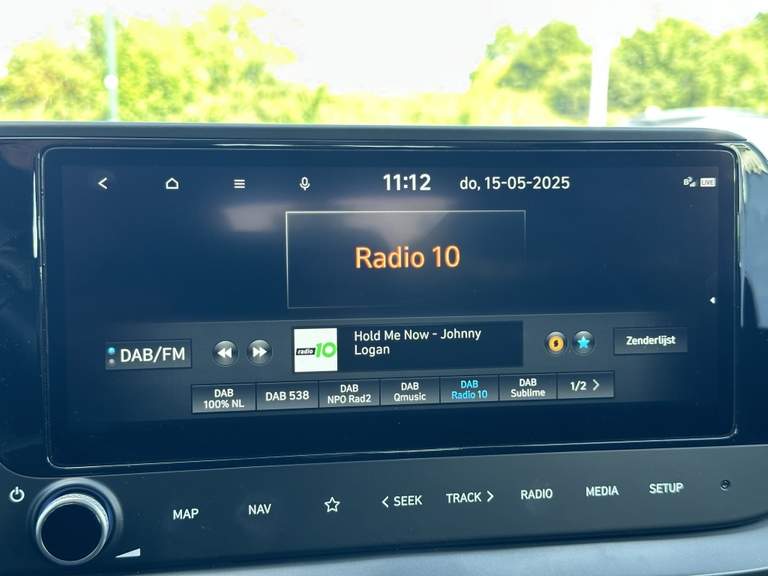 11:12 do, 15-05-2025 LIVE
Radio 10
DAB/FM
radio 10
Hold Me Now - Johnny
Logan
Zenderlijst
DAB
100% NL
DAB 538
DAB
NPO Rad2
DAB
Qmusic
DAB
Radio 10
DAB
Sublime
1/2
MAP NAV SEEK TRACK RADIO MEDIA SETUP